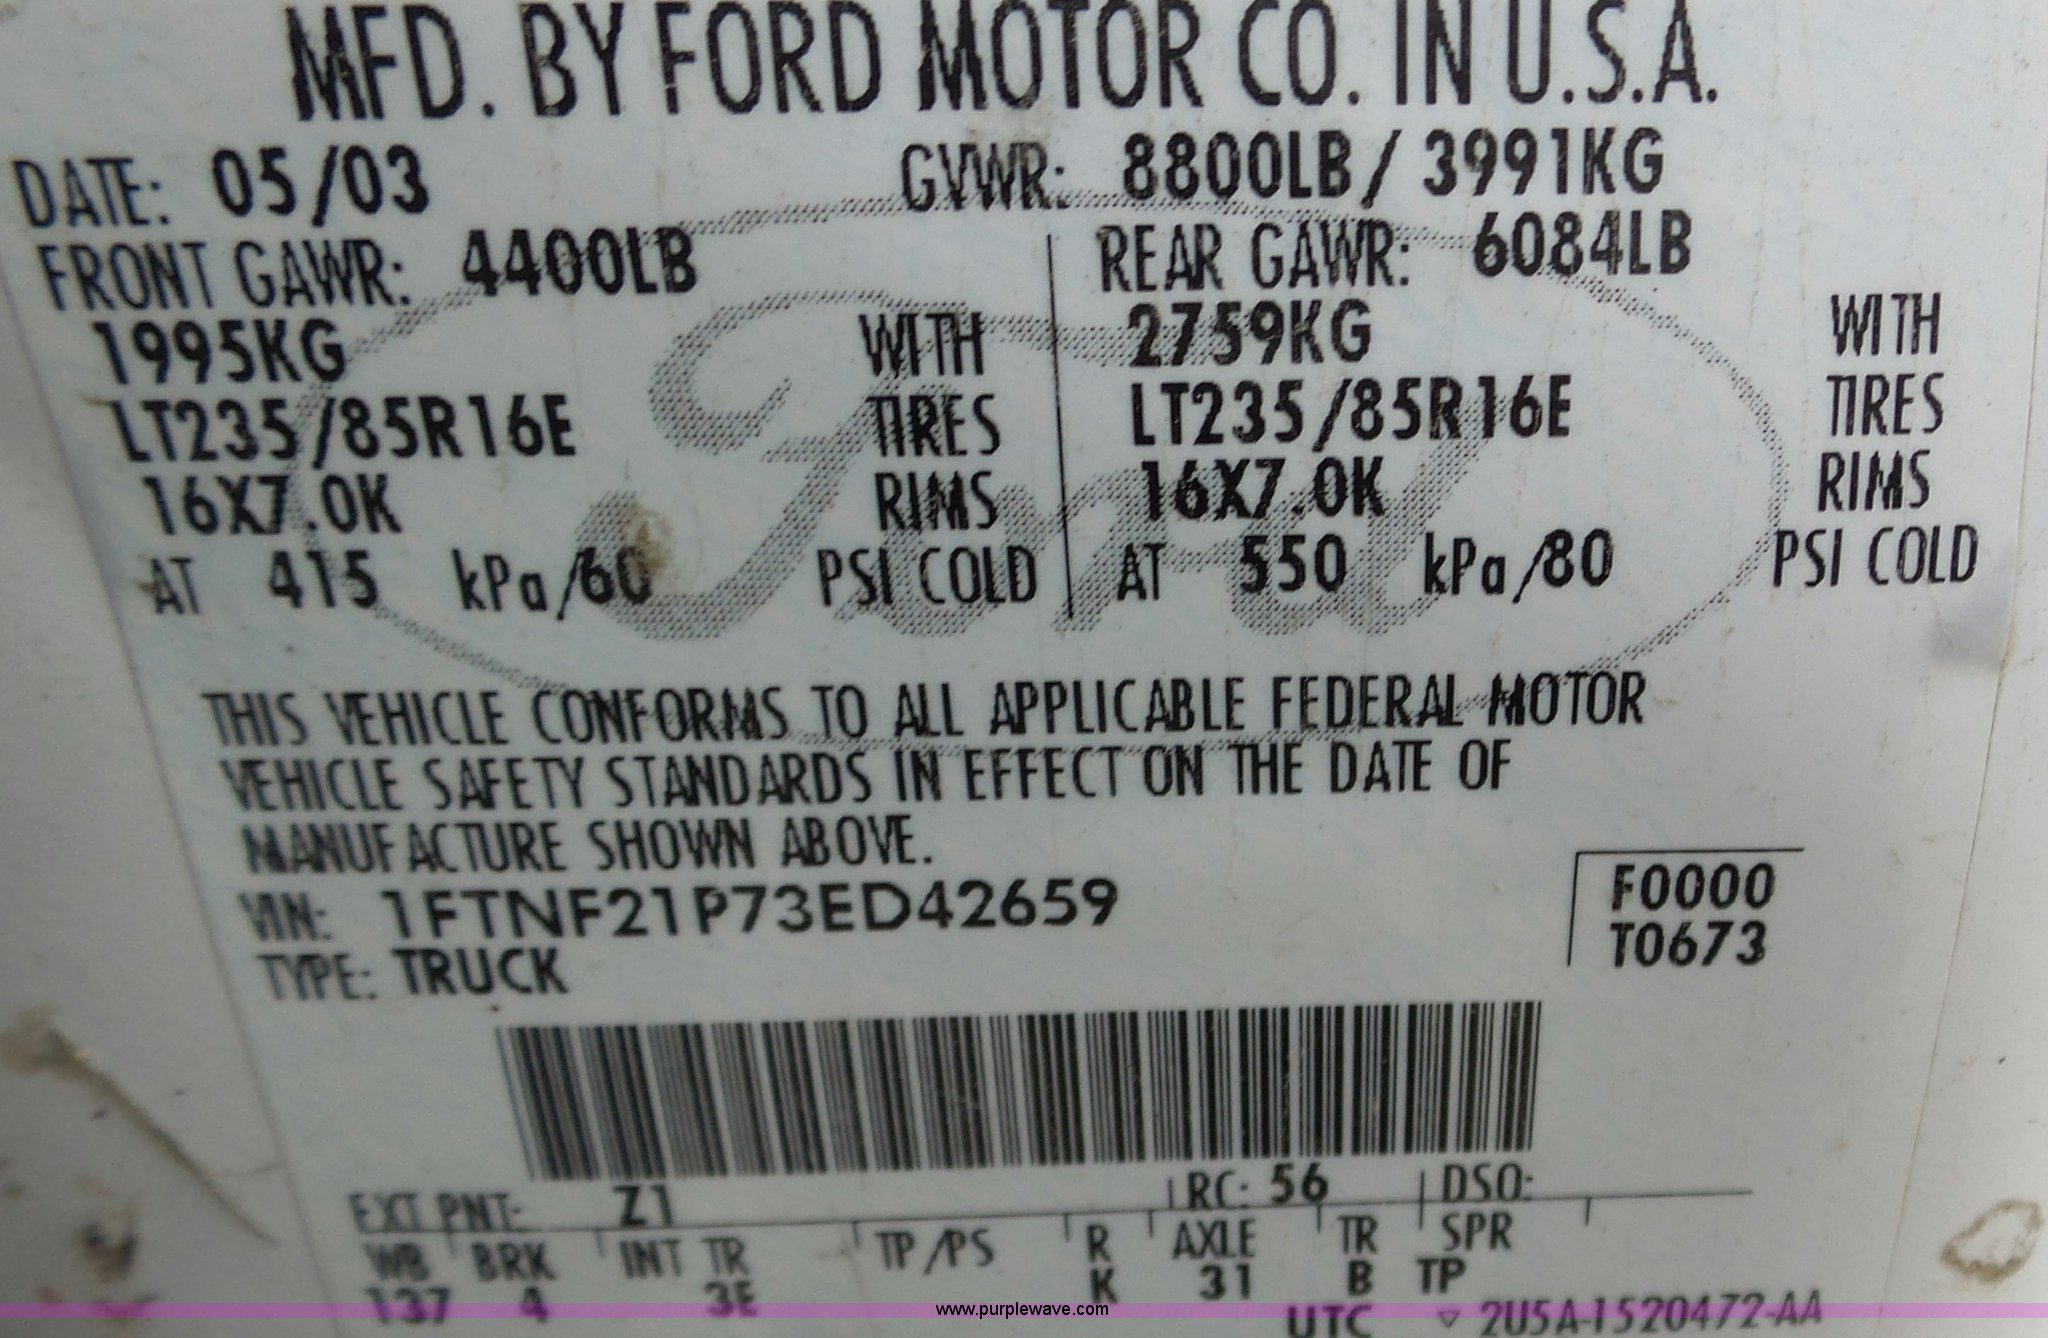 MFD. BY FORD MOTOR CO. IN U.S.A.
DATE: 05/03 GVWR: 8800LB/3991KG
FRONT GAWR: 4400LB REAR GAWR: 6084LB
1995KG WITH 2759KG WITH
LT235/85R16E TIRES LT235/85R16E TIRES
16X7.0K RIMS 16X7.0K RIMS
AT 415 kPa/60 PSI COLD AT 550 kPa/80 PSI COLD
Ford
THIS VEHICLE CONFORMS TO ALL APPLICABLE FEDERAL MOTOR
VEHICLE SAFETY STANDARDS IN EFFECT ON THE DATE OF
MANUFACTURE SHOWN ABOVE.
VIN: 1FTNF21P73ED42659 F0000
TYPE: TRUCK T0673
EXT PNT: Z1 RC: 56 DSO:
WB BRK INT TR TP/PS R AXLE TR SPR
137 4 3E K 31 B TP
UTC ▽ 2U5A-1520472-AA
www.purplewave.com